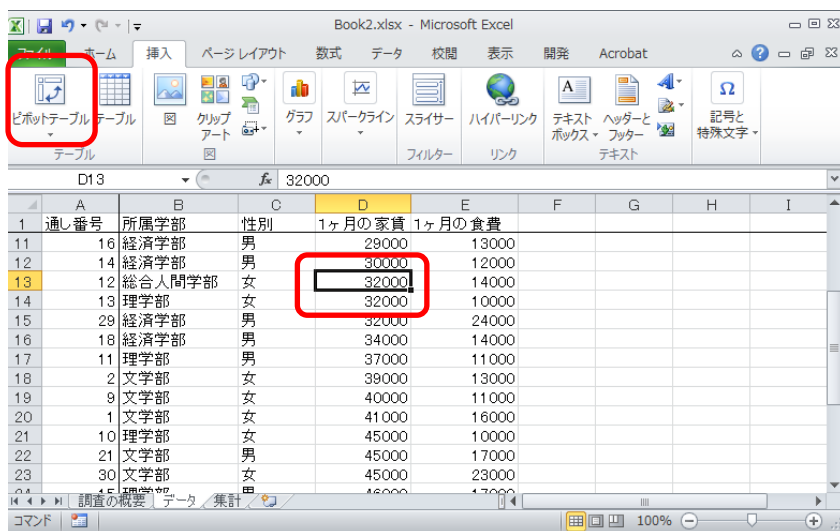 Book2.xlsx - Microsoft Excel
ファイル ホーム 挿入 ページ レイアウト 数式 データ 校閲 表示 開発 Acrobat
ピボットテーブル テーブル 図 クリップ アート グラフ スパークライン スライサー ハイパーリンク テキスト ボックス ヘッダーと フッター 記号と 特殊文字
テーブル 図 フィルター リンク テキスト
D13 fx 32000
A B C D E F G H I
1 通し番号 所属学部 性別 1ヶ月の家賃 1ヶ月の食費
11 16 経済学部 男 29000 13000
12 14 経済学部 男 30000 12000
13 12 総合人間学部 女 32000 14000
14 13 理学部 女 32000 10000
15 29 経済学部 男 32000 24000
16 18 経済学部 男 34000 14000
17 11 理学部 男 37000 11000
18 2 文学部 女 39000 13000
19 9 文学部 女 40000 11000
20 1 文学部 女 41000 16000
21 10 理学部 女 45000 10000
22 21 文学部 男 45000 17000
23 30 文学部 女 45000 23000
調査の概要 データ 集計
コマンド 100%